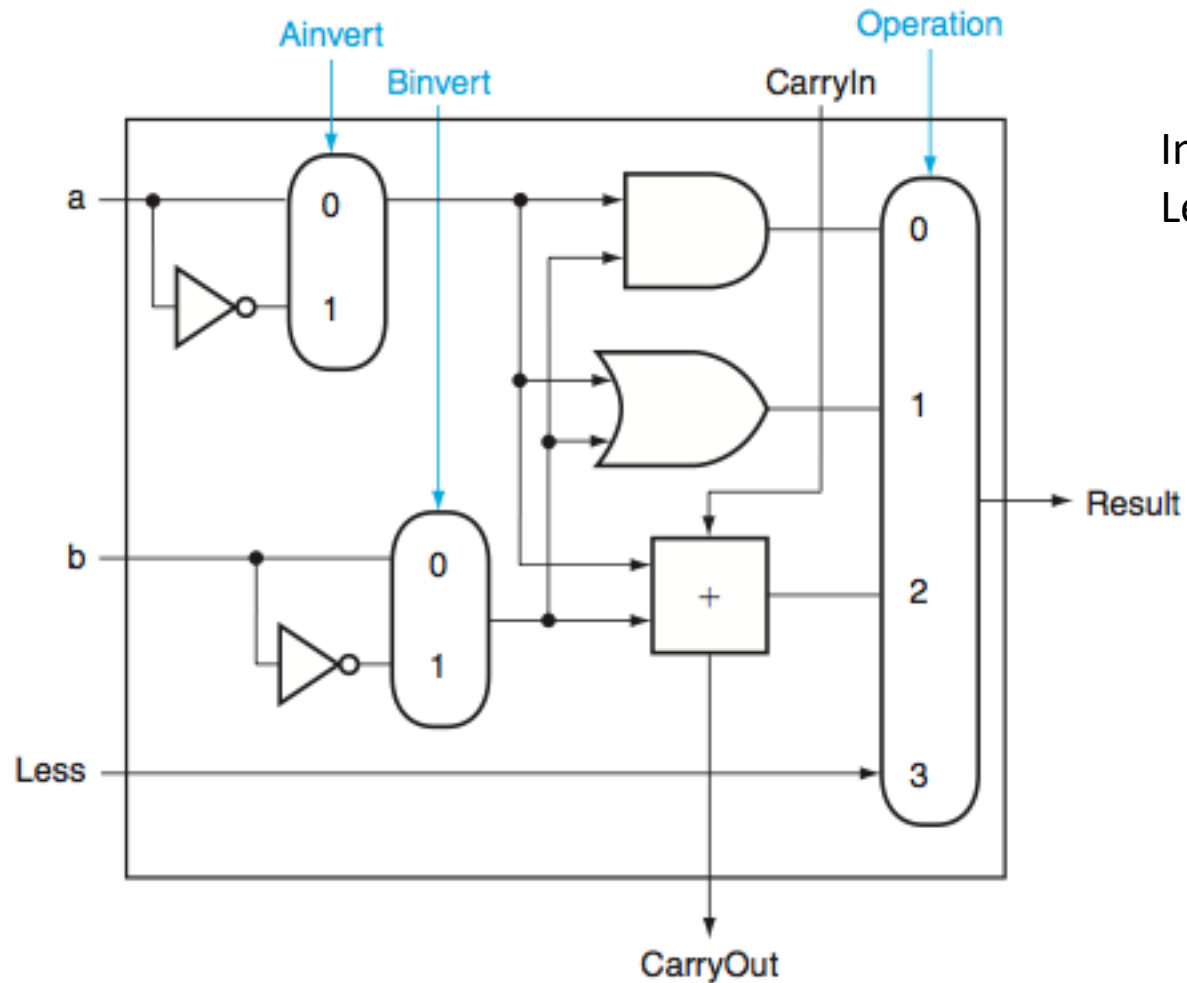 Operation
Ainvert
Binvert
CarryIn
a
0
1
0
1
b
0
1
+
2
Less
3
Result
CarryOut